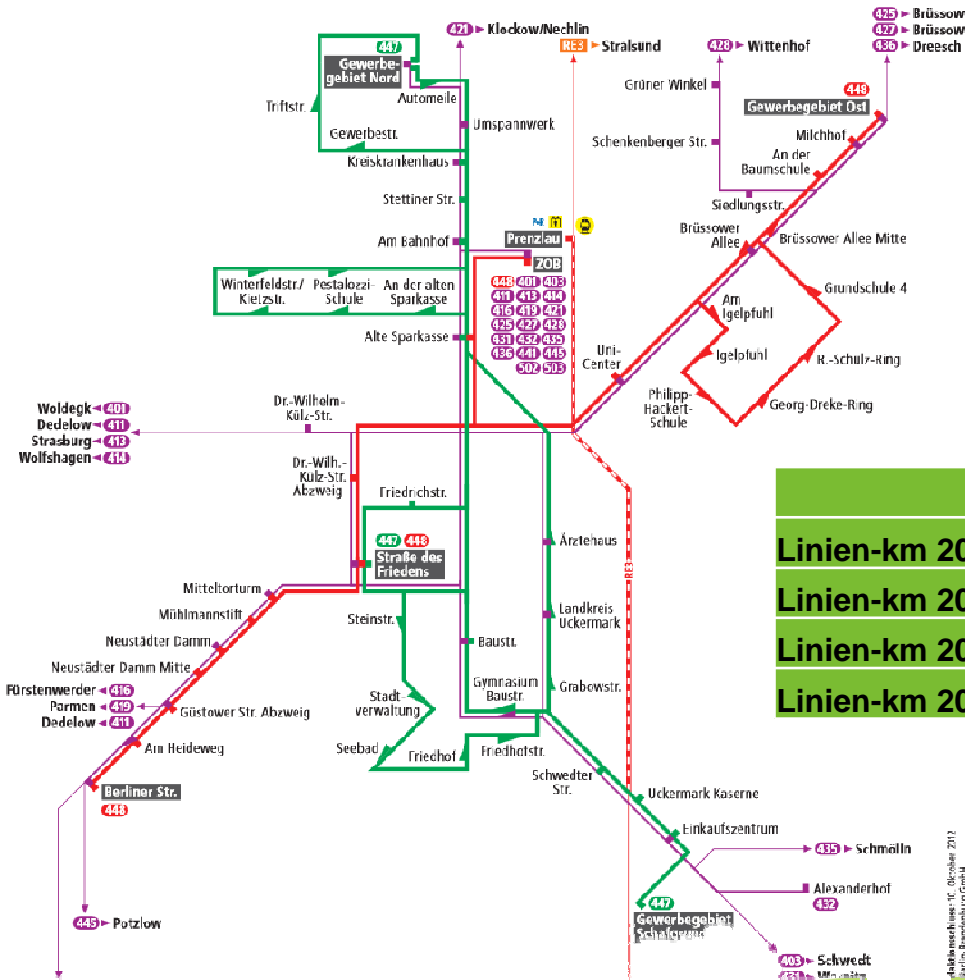 421 Klockow/Nechlin
425 Brüssow
427 Brüssow
436 Dreesch
RE3 Stralsund
428 Wittenhof
447
Gewerbe-
gebiet Nord
Automeile
Triftstr.
Gewerbestr.
Umspannwerk
Kreiskrankenhaus
Stettiner Str.
Am Bahnhof
Grüner Winkel
Schenkenberger Str.
Siedlungsstr.
448
Gewerbegebiet Ost
Milchhof
An der
Baumschule
Brüssower
Allee
Brüssower Allee Mitte
P+R
Prenzlau
ZOB
448 401 403
411 413 414
416 419 421
425 427 428
431 432 435
436 440 445
502 503
Winterfeldstr./
Kietzstr.
Pestalozzi-
Schule
An der alten
Sparkasse
Alte Sparkasse
Grundschule 4
Am
Igelpfuhl
Igelpfuhl
R.-Schulz-Ring
Georg-Dreke-Ring
Philipp-
Hackert-
Schule
Uni-
Center
Woldegk 401
Dedelow 411
Strasburg 413
Wolfshagen 414
Dr.-Wilhelm-
Külz-Str.
Dr.-Wilh.-
Külz-Str.
Abzweig
Friedrichstr.
447 448
Straße des
Friedens
Ärztehaus
RE3
Landkreis
Uckermark
Mitteltorturm
Mühlmannstift
Neustädter Damm
Neustädter Damm Mitte
Fürstenwerder 416
Parmen 419
Dedelow 411
Güstower Str. Abzweig
Am Heideweg
Berliner Str.
448
Steinstr.
Baustr.
Stadt-
verwaltung
Seebad
Gymnasium
Baustr.
Grabowstr.
Friedhof
Friedhofstr.
Schwedter
Str.
Uckermark Kaserne
Einkaufszentrum
435 Schmölln
Alexanderhof
432
447
Gewerbegebiet
445 Potzlow
403 Schwedt
431 Warnitz
Linien-km 20
Linien-km 20
Linien-km 20
Linien-km 20